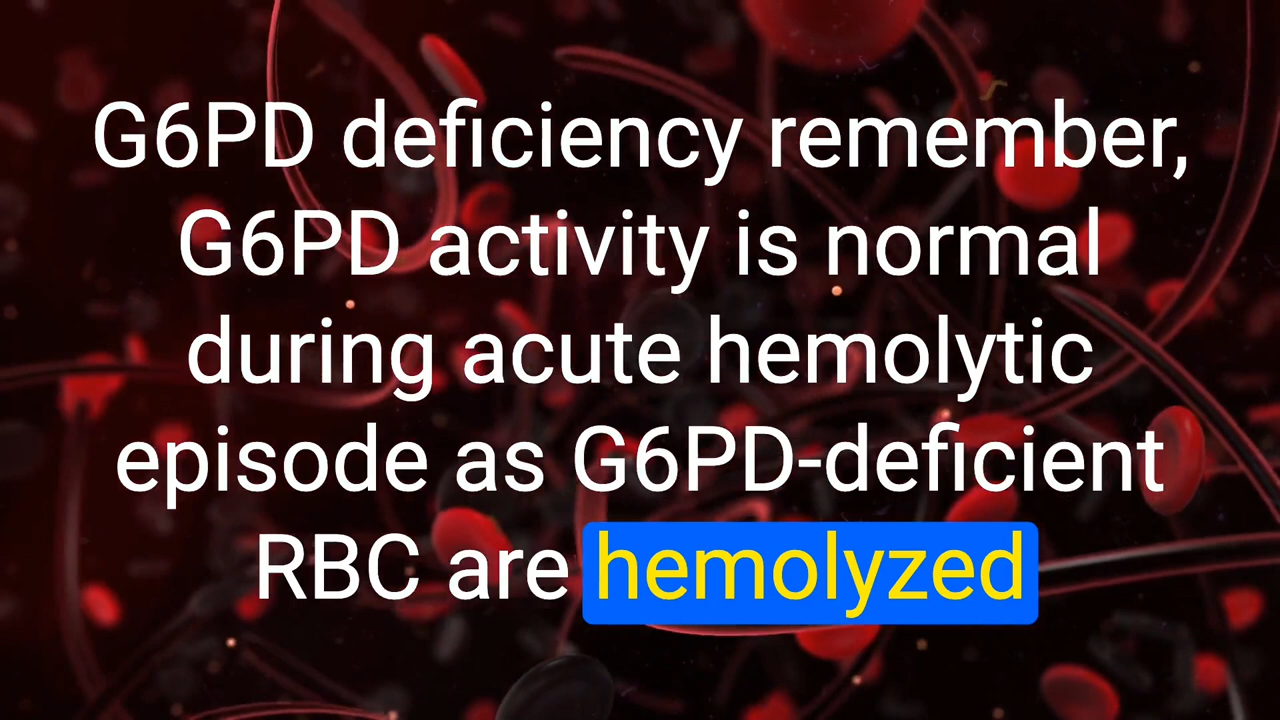 G6PD deficiency remember,
G6PD activity is normal
during acute hemolytic
episode as G6PD-deficient
RBC are hemolyzed